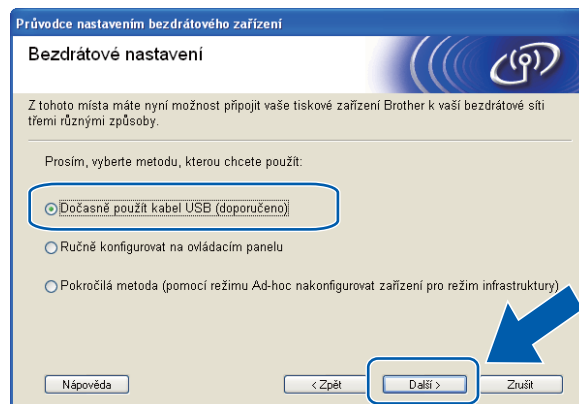 Průvodce nastavením bezdrátového zařízení
Bezdrátové nastavení
Z tohoto místa máte nyní možnost připojit vaše tiskové zařízení Brother k vaší bezdrátové síti
třemi různými způsoby.
Prosím, vyberte metodu, kterou chcete použít:
Dočasně použít kabel USB (doporučeno)
Ručně konfigurovat na ovládacím panelu
Pokročilá metoda (pomocí režimu Ad-hoc nakonfigurovat zařízení pro režim infrastruktury)
Nápověda < Zpět Další > Zrušit